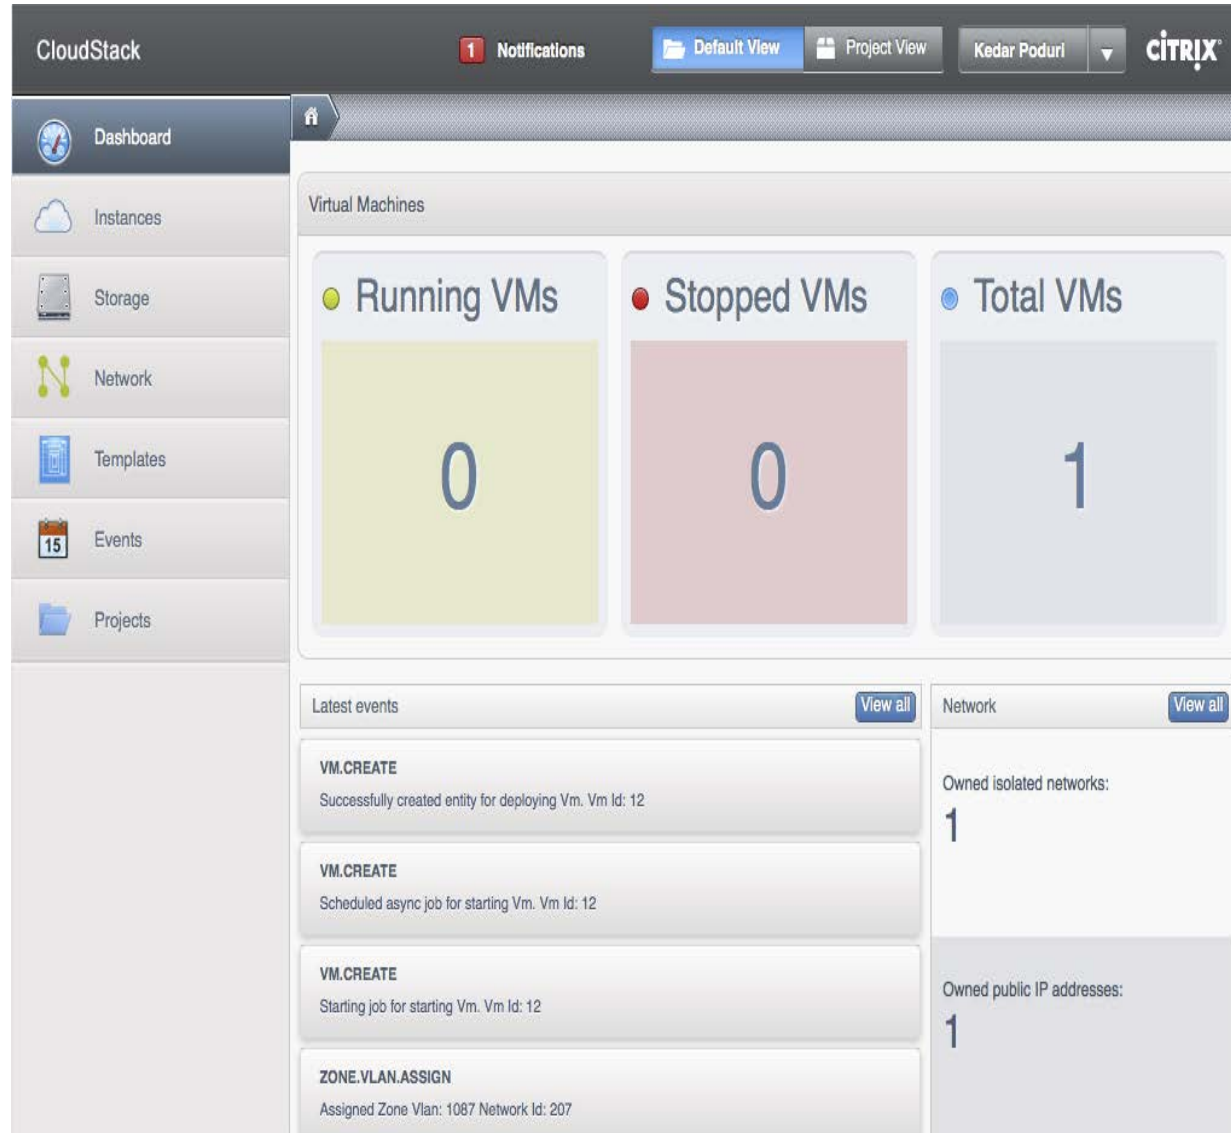 CloudStack
1 Notifications
Default View
Project View
Kedar Poduri
CITRIX
Dashboard
Instances
Storage
Network
Templates
15 Events
Projects
Virtual Machines
Running VMs
0
Stopped VMs
0
Total VMs
1
Latest events
View all
VM.CREATE
Successfully created entity for deploying Vm. Vm Id: 12
VM.CREATE
Scheduled async job for starting Vm. Vm Id: 12
VM.CREATE
Starting job for starting Vm. Vm Id: 12
ZONE.VLAN.ASSIGN
Assigned Zone Vlan: 1087 Network Id: 207
Network
View all
Owned isolated networks:
1
Owned public IP addresses:
1